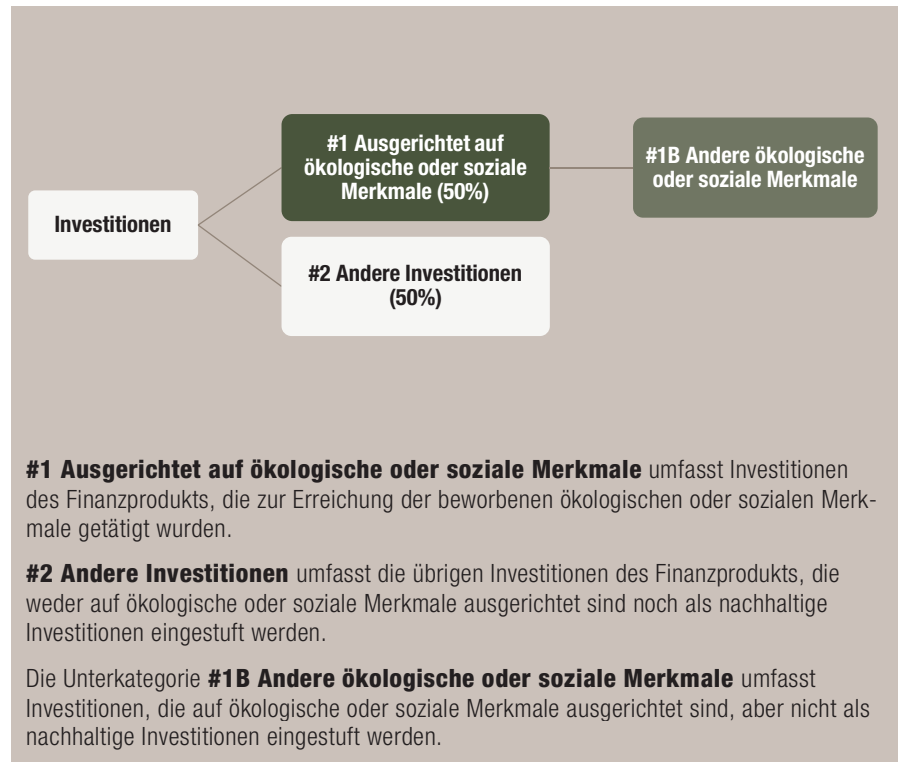 #1 Ausgerichtet auf
ökologische oder soziale
Merkmale (50%)
#1B Andere ökologische
oder soziale Merkmale
Investitionen
#2 Andere Investitionen
(50%)
#1 Ausgerichtet auf ökologische oder soziale Merkmale umfasst Investitionen
des Finanzprodukts, die zur Erreichung der beworbenen ökologischen oder sozialen Merk-
male getätigt wurden.
#2 Andere Investitionen umfasst die übrigen Investitionen des Finanzprodukts, die
weder auf ökologische oder soziale Merkmale ausgerichtet sind noch als nachhaltige
Investitionen eingestuft werden.
Die Unterkategorie #1B Andere ökologische oder soziale Merkmale umfasst
Investitionen, die auf ökologische oder soziale Merkmale ausgerichtet sind, aber nicht als
nachhaltige Investitionen eingestuft werden.